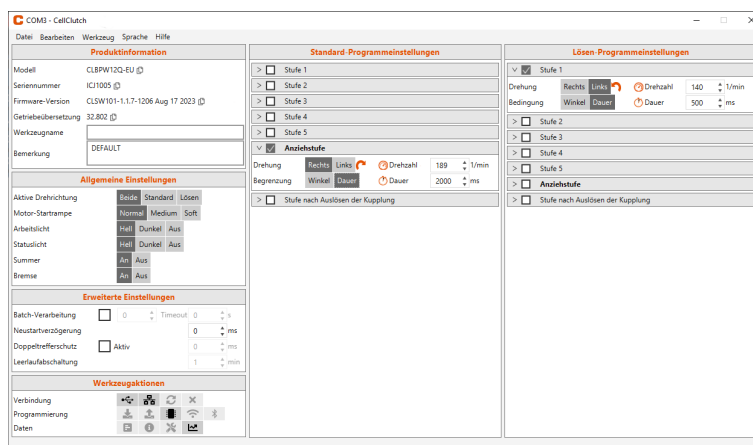 COM3 - CellClutch
Datei Bearbeiten Werkzeug Sprache Hilfe
Produktinformation
Modell CLBPW12Q-EU
Seriennummer ICJ1005
Firmware-Version CLSW101-1.1.7-1206 Aug 17 2023
Getriebeübersetzung 32.802
Werkzeugname
Bemerkung DEFAULT
Allgemeine Einstellungen
Aktive Drehrichtung Beide Standard Lösen
Motor-Startrampe Normal Medium Soft
Arbeitslicht Hell Dunkel Aus
Statuslicht Hell Dunkel Aus
Summer An Aus
Bremse An Aus
Erweiterte Einstellungen
Batch-Verarbeitung 0 Timeout 0 s
Neustartverzögerung 0 ms
Doppeltrefferschutz Aktiv 0 ms
Leerlaufabschaltung 1 min
Werkzeugaktionen
Verbindung
Programmierung
Daten
Standard-Programmeinstellungen
> Stufe 1
> Stufe 2
> Stufe 3
> Stufe 4
> Stufe 5
Anziehstufe
Drehung Rechts Links Drehzahl 189 1/min
Begrenzung Winkel Dauer Dauer 2000 ms
> Stufe nach Auslösen der Kupplung
Lösen-Programmeinstellungen
Stufe 1
Drehung Rechts Links Drehzahl 140 1/min
Bedingung Winkel Dauer Dauer 500 ms
> Stufe 2
> Stufe 3
> Stufe 4
> Stufe 5
> Anziehstufe
> Stufe nach Auslösen der Kupplung